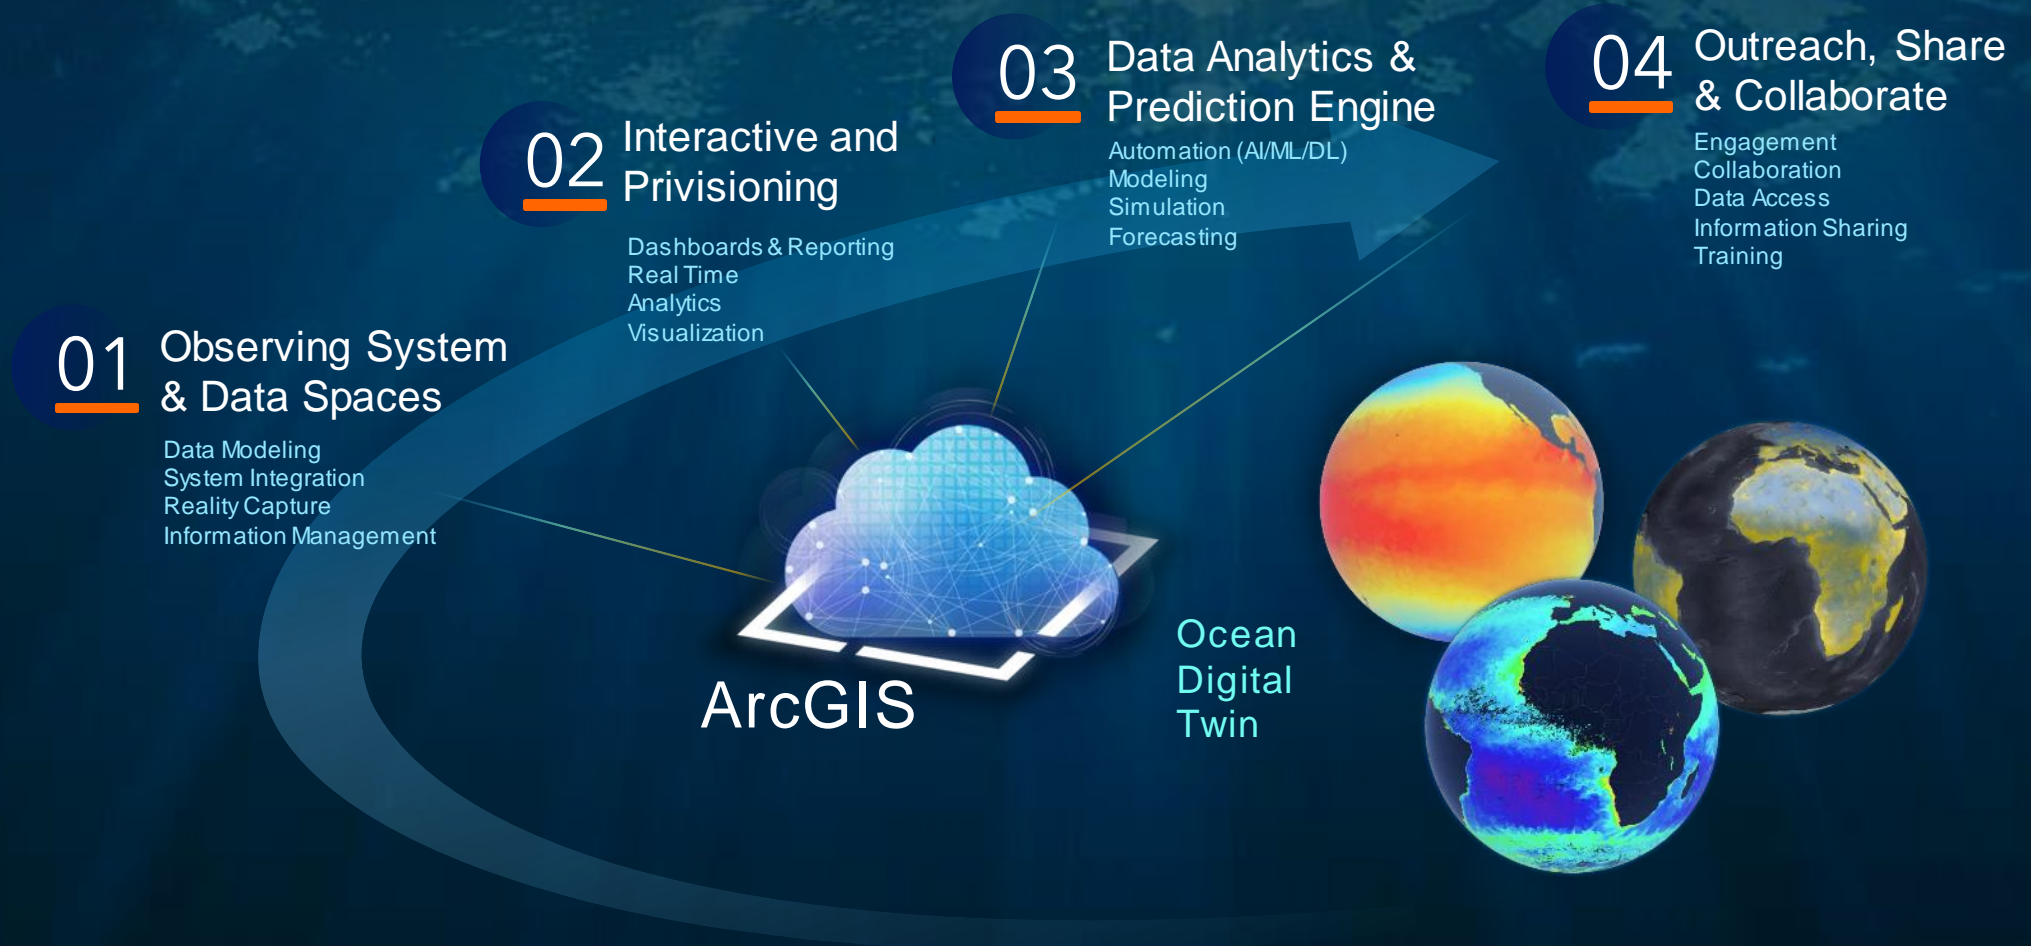 01
Observing System
& Data Spaces
Data Modeling
System Integration
Reality Capture
Information Management
02
Interactive and
Privisioning
Dashboards & Reporting
Real Time
Analytics
Visualization
03
Data Analytics &
Prediction Engine
Automation (AI/ML/DL)
Modeling
Simulation
Forecasting
04
Outreach, Share
& Collaborate
Engagement
Collaboration
Data Access
Information Sharing
Training
ArcGIS
Ocean
Digital
Twin